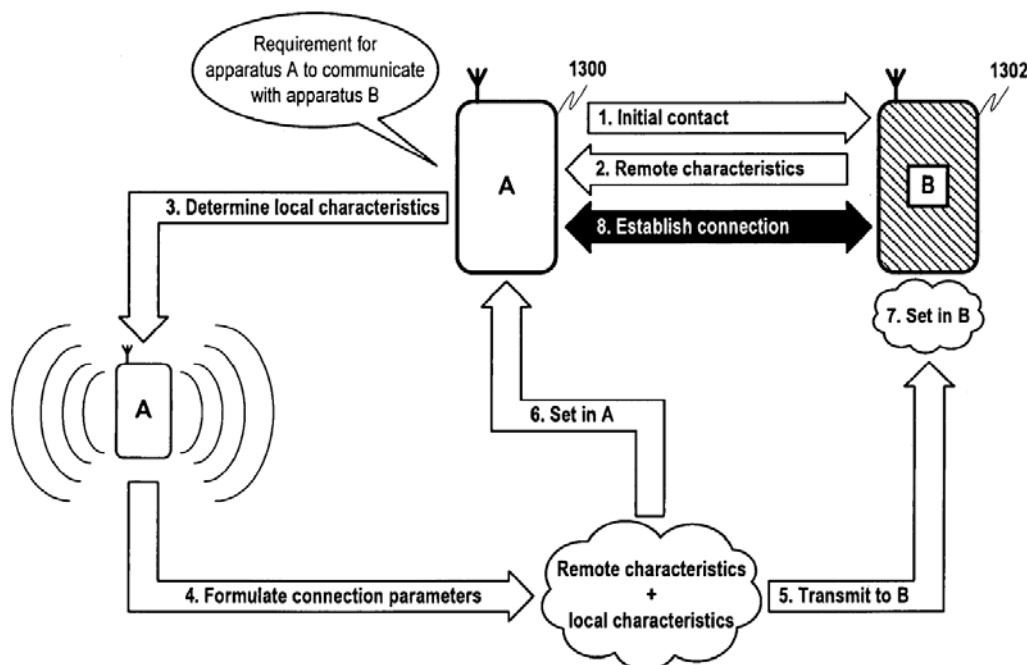 Requirement for
apparatus A to communicate
with apparatus B
1300
1302
A
B
1. Initial contact
2. Remote characteristics
8. Establish connection
3. Determine local characteristics
7. Set in B
A
6. Set in A
4. Formulate connection parameters
Remote characteristics
+
local characteristics
5. Transmit to B